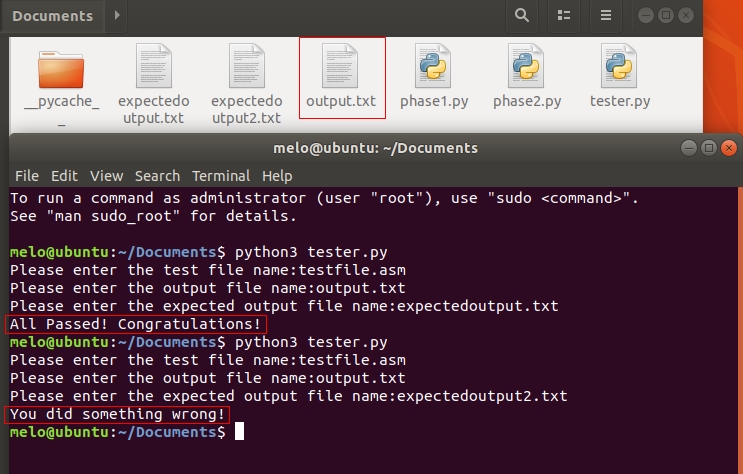 Documents
__pycache_
_
expectedo
utput.txt
expectedo
utput2.txt
output.txt
phase1.py
phase2.py
tester.py
melo@ubuntu: ~/Documents
File Edit View Search Terminal Help
To run a command as administrator (user "root"), use "sudo <command>".
See "man sudo_root" for details.
melo@ubuntu:~/Documents$ python3 tester.py
Please enter the test file name:testfile.asm
Please enter the output file name:output.txt
Please enter the expected output file name:expectedoutput.txt
All Passed! Congratulations!
melo@ubuntu:~/Documents$ python3 tester.py
Please enter the test file name:testfile.asm
Please enter the output file name:output.txt
Please enter the expected output file name:expectedoutput2.txt
You did something wrong!
melo@ubuntu:~/Documents$